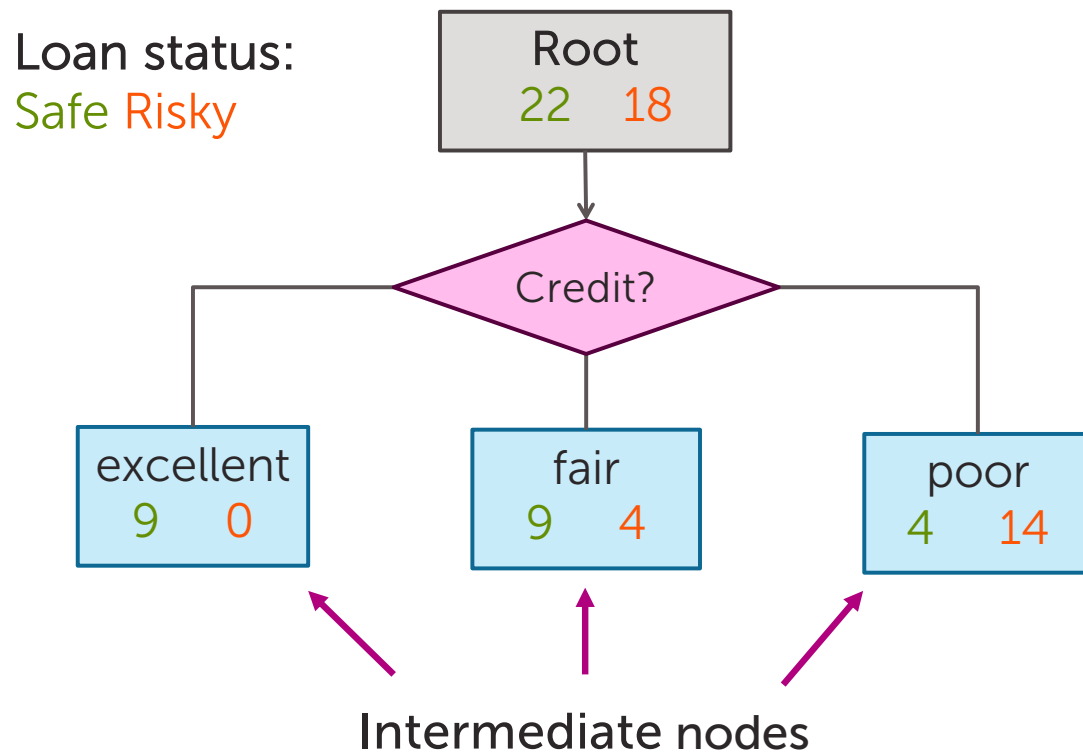 Loan status:
Safe Risky
Root
22 18
Credit?
excellent
9 0
fair
9 4
poor
4 14
Intermediate nodes